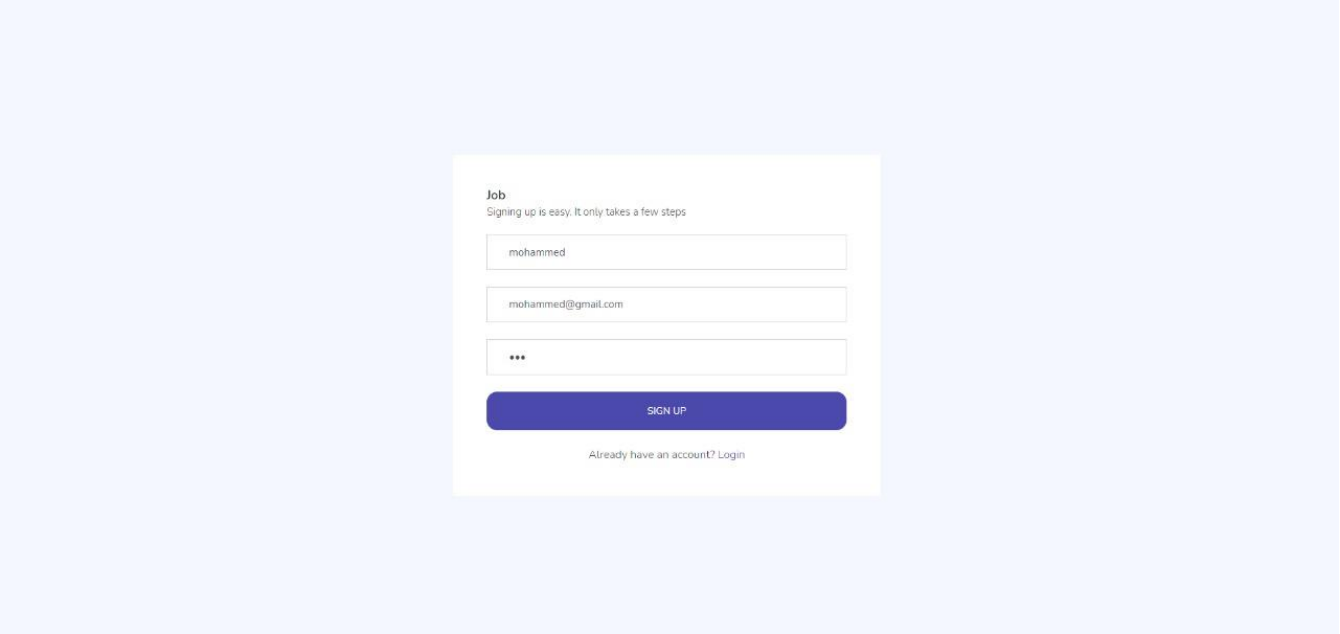 Job
Signing up is easy. It only takes a few steps
mohammed
mohammed@gmail.com
•••
SIGN UP
Already have an account? Login